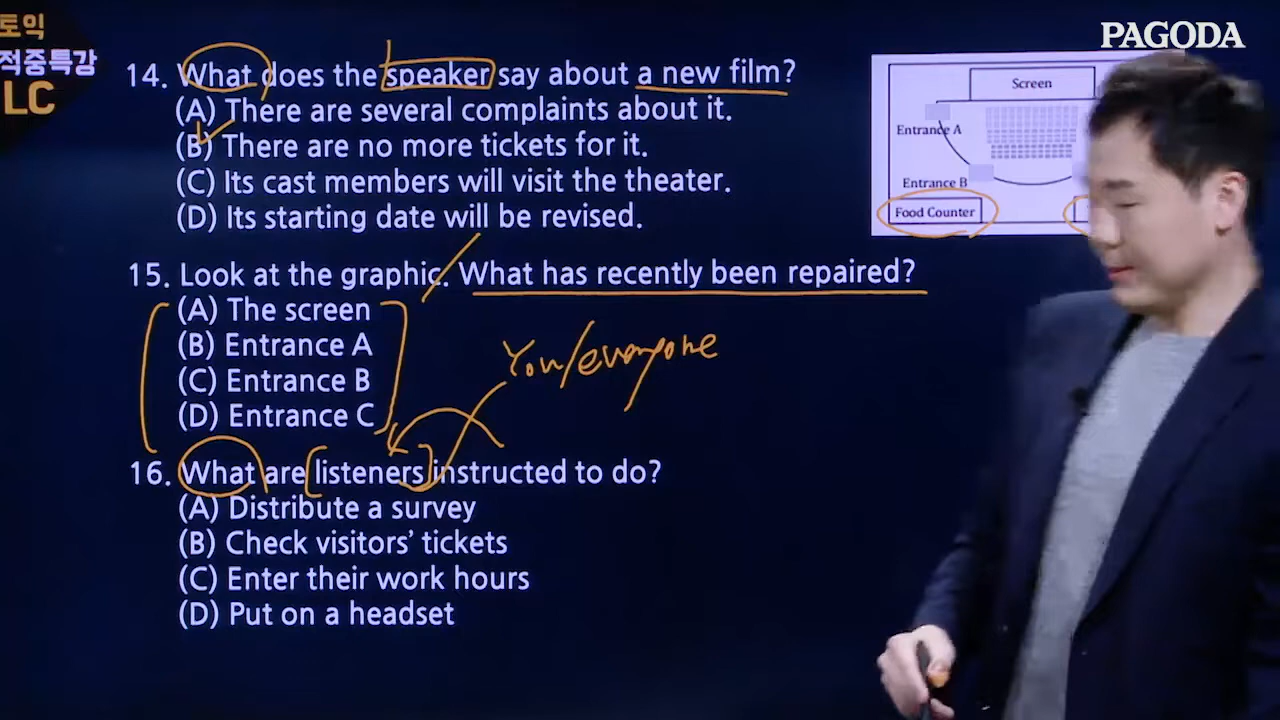 토익
적중특강
LC
PAGODA
14. What does the speaker say about a new film?
(A) There are several complaints about it.
(B) There are no more tickets for it.
(C) Its cast members will visit the theater.
(D) Its starting date will be revised.
Screen
Entrance A
Entrance B
Food Counter
15. Look at the graphic. What has recently been repaired?
(A) The screen
(B) Entrance A
(C) Entrance B
(D) Entrance C
You/everyone
16. What are listeners instructed to do?
(A) Distribute a survey
(B) Check visitors' tickets
(C) Enter their work hours
(D) Put on a headset